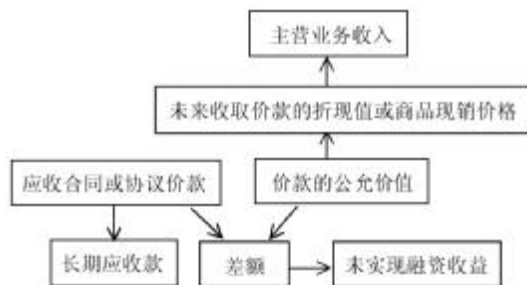 主营业务收入
未来收取价款的折现值或商品现销价格
应收合同或协议价款
价款的公允价值
长期应收款
差额
未实现融资收益